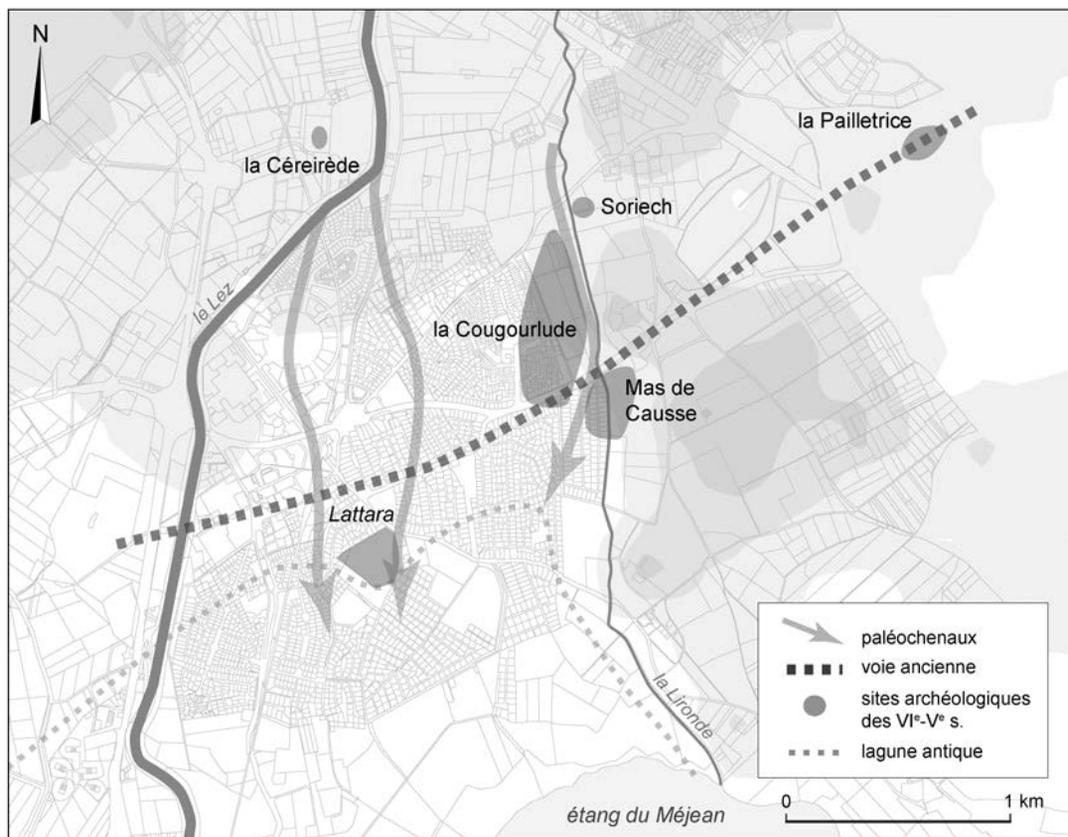 N
la Pailletrice
la Céreirède
Soriech
le Lez
la Cougourlude
Mas de
Causse
Lattara
la Lironde
paléochenaux
voie ancienne
sites archéologiques
des VIᵉ-Vᵉ s.
lagune antique
étang du Méjean
0
1 km